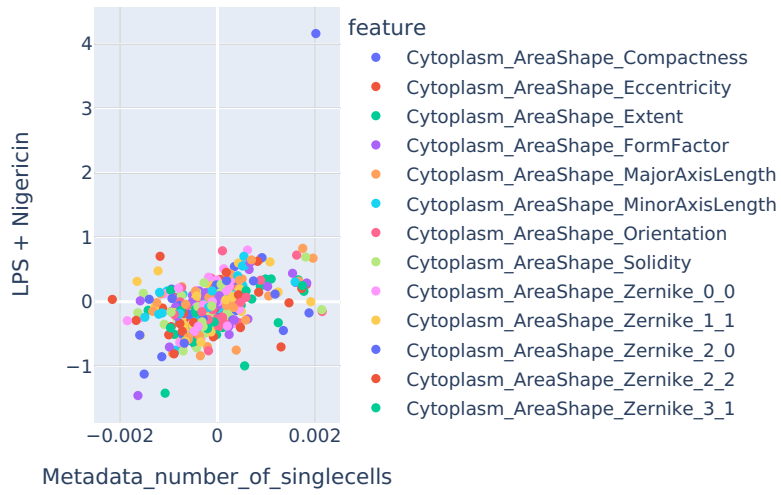 feature
Cytoplasm_AreaShape_Compactness
Cytoplasm_AreaShape_Eccentricity
Cytoplasm_AreaShape_Extent
Cytoplasm_AreaShape_FormFactor
Cytoplasm_AreaShape_MajorAxisLength
Cytoplasm_AreaShape_MinorAxisLength
Cytoplasm_AreaShape_Orientation
Cytoplasm_AreaShape_Solidity
Cytoplasm_AreaShape_Zernike_0_0
Cytoplasm_AreaShape_Zernike_1_1
Cytoplasm_AreaShape_Zernike_2_0
Cytoplasm_AreaShape_Zernike_2_2
Cytoplasm_AreaShape_Zernike_3_1
LPS + Nigericin
4
3
2
1
0
−1
−0.002 0 0.002
Metadata_number_of_singlecells